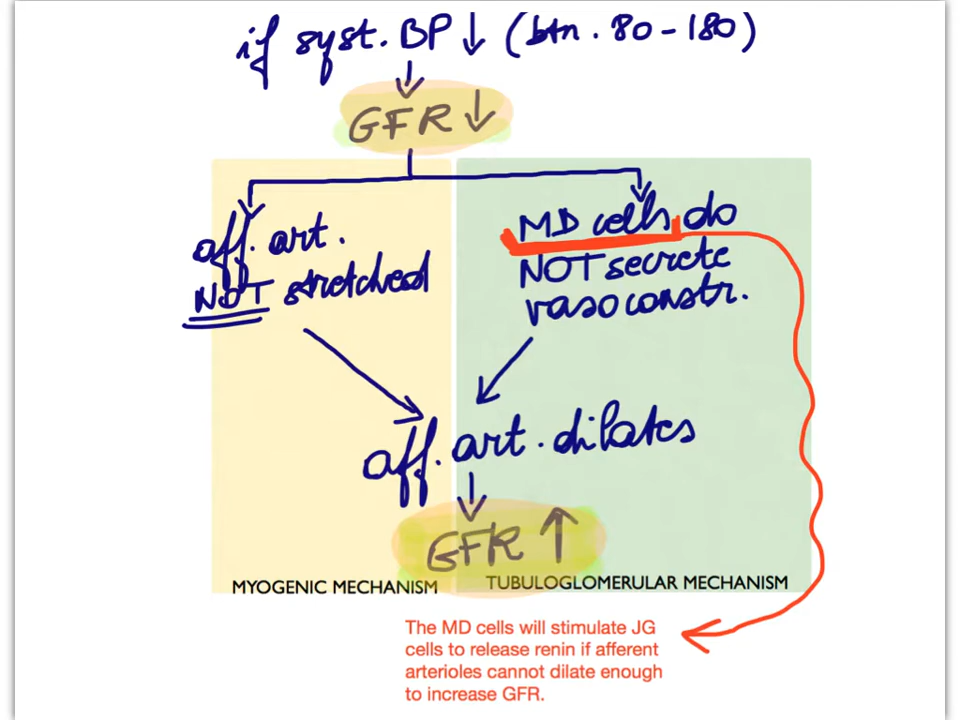 if syst. BP ↓ (btn. 80-180)
GFR ↓
aff. art.
NOT stretched
MD cells do
NOT secrete
vasoconstr.
aff. art. dilates
GFR ↑
MYOGENIC MECHANISM
TUBULOGLOMERULAR MECHANISM
The MD cells will stimulate JG
cells to release renin if afferent
arterioles cannot dilate enough
to increase GFR.